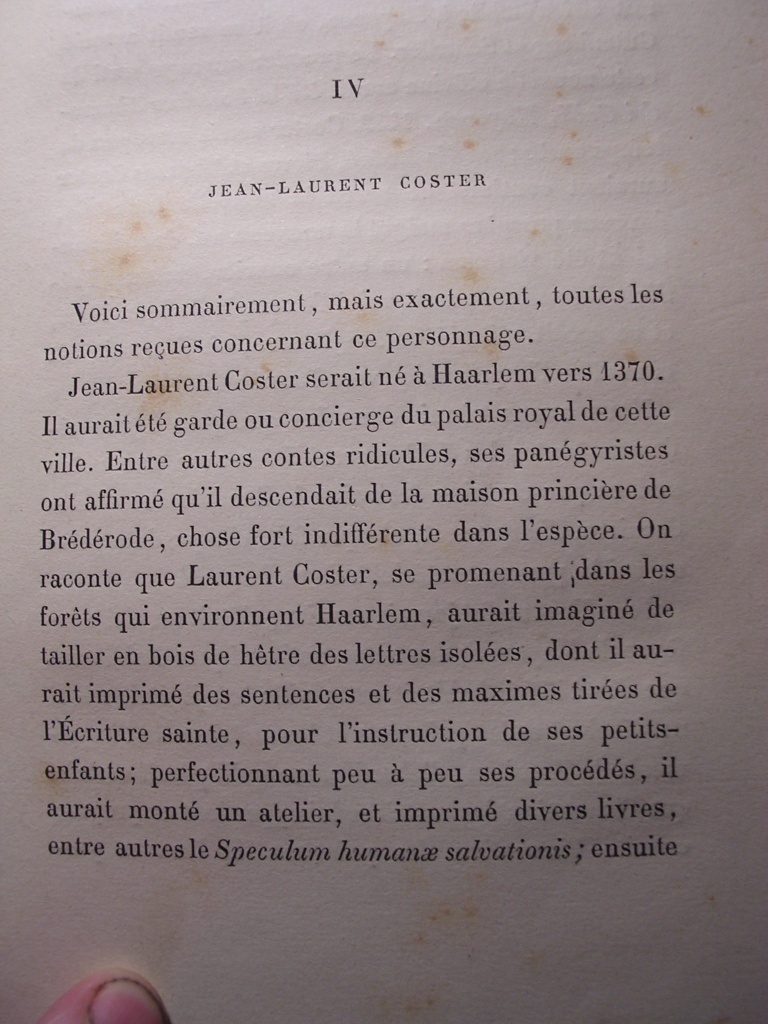 IV
JEAN-LAURENT COSTER
Voici sommairement, mais exactement, toutes les
notions reçues concernant ce personnage.
Jean-Laurent Coster serait né à Haarlem vers 1370.
Il aurait été garde ou concierge du palais royal de cette
ville. Entre autres contes ridicules, ses panégyristes
ont affirmé qu'il descendait de la maison princière de
Brédérode, chose fort indifférente dans l'espèce. On
raconte que Laurent Coster, se promenant dans les
forêts qui environnent Haarlem, aurait imaginé de
tailler en bois de hêtre des lettres isolées, dont il au-
rait imprimé des sentences et des maximes tirées de
l'Écriture sainte, pour l'instruction de ses petits-
enfants; perfectionnant peu à peu ses procédés, il
aurait monté un atelier, et imprimé divers livres,
entre autres le Speculum humanæ salvationis; ensuite